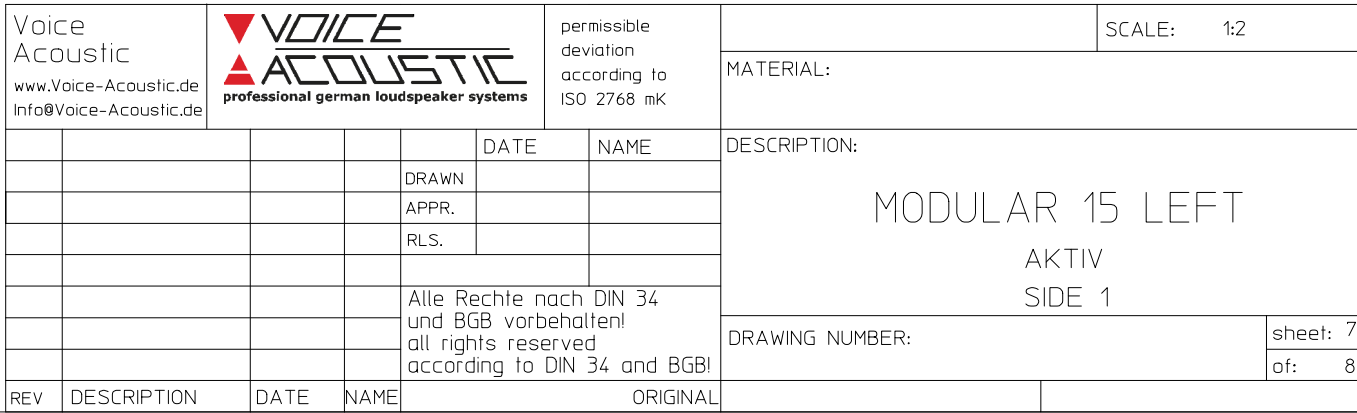 Voice
Acoustic
www.Voice-Acoustic.de
Info@Voice-Acoustic.de
VOICE
ACOUSTIC
professional german loudspeaker systems
permissible
deviation
according to
ISO 2768 mK
SCALE: 1:2
MATERIAL:
DATE NAME
DRAWN
APPR.
RLS.
DESCRIPTION:
MODULAR 15 LEFT
AKTIV
SIDE 1
Alle Rechte nach DIN 34
und BGB vorbehalten!
all rights reserved
according to DIN 34 and BGB!
DRAWING NUMBER:
sheet: 7
of: 8
REV DESCRIPTION DATE NAME ORIGINAL